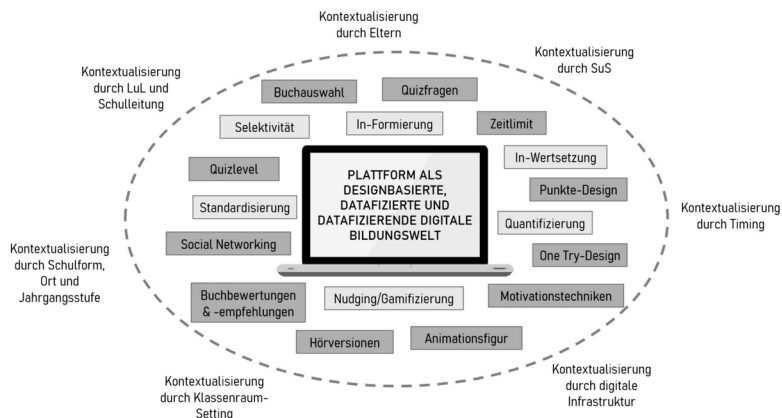 Kontextualisierung
durch Eltern
Kontextualisierung
durch SuS
Kontextualisierung
durch LuL und
Schulleitung
Buchauswahl
Quizfragen
Selektivität
In-Formierung
Zeitlimit
Quizlevel
In-Wertsetzung
PLATTFORM ALS
DESIGNBASIERTE,
DATAFIZIERTE UND
DATAFIZIERENDE DIGITALE
BILDUNGSWELT
Punkte-Design
Standardisierung
Quantifizierung
Kontextualisierung
durch Timing
Social Networking
One Try-Design
Kontextualisierung
durch Schulform,
Ort und
Jahrgangsstufe
Buchbewertungen
& -empfehlungen
Nudging/Gamifizierung
Motivationstechniken
Hörversionen
Animationsfigur
Kontextualisierung
durch Klassenraum-
Setting
Kontextualisierung
durch digitale
Infrastruktur